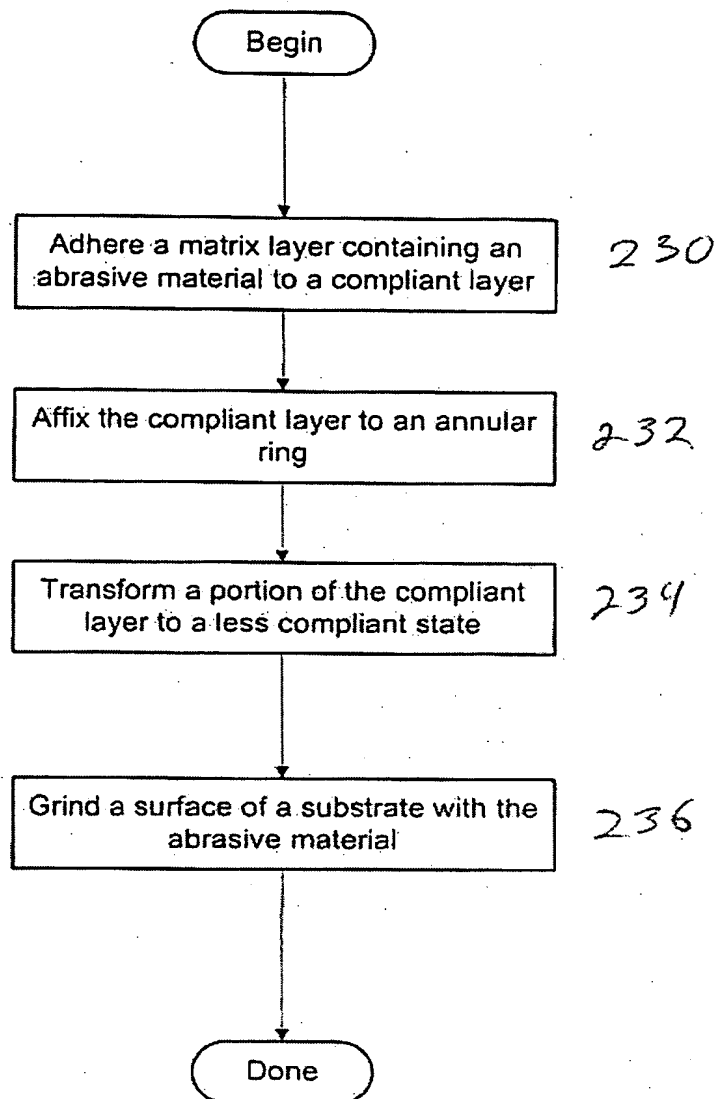 Begin
Adhere a matrix layer containing an
abrasive material to a compliant layer
230
Affix the compliant layer to an annular
ring
232
Transform a portion of the compliant
layer to a less compliant state
234
Grind a surface of a substrate with the
abrasive material
236
Done